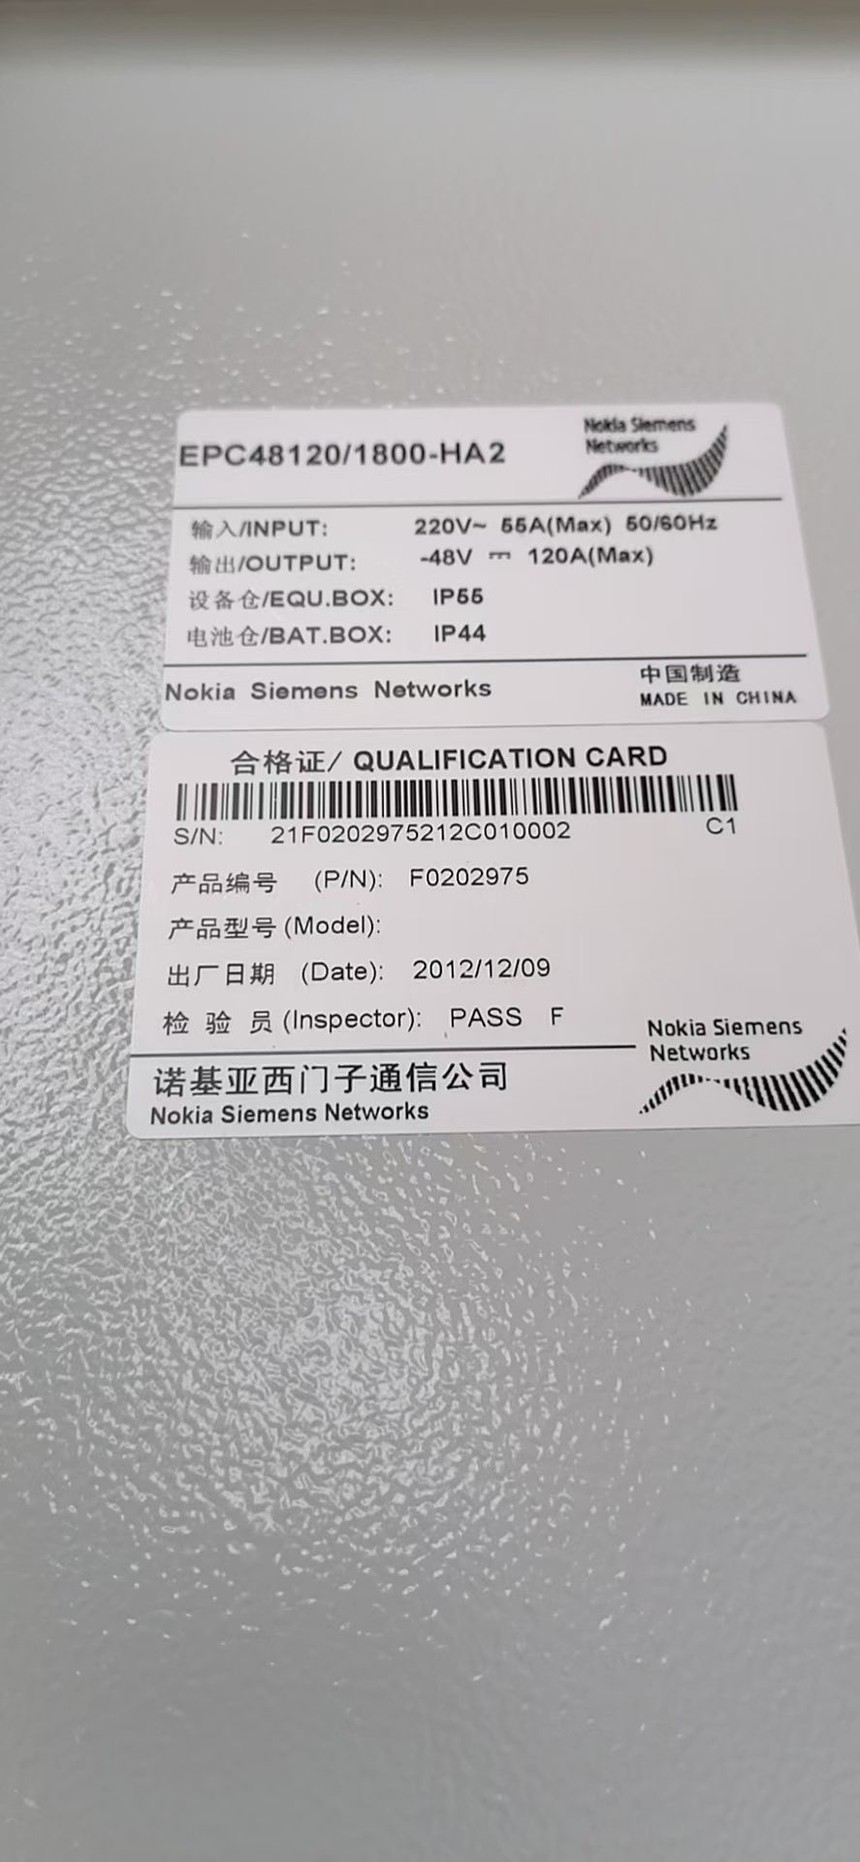 EPC48120/1800-HA2
Nokia Siemens
Networks
输入/INPUT: 220V~ 55A(Max) 50/60Hz
输出/OUTPUT: -48V ⎓ 120A(Max)
设备仓/EQU.BOX: IP55
电池仓/BAT.BOX: IP44
Nokia Siemens Networks
中国制造
MADE IN CHINA
合格证/ QUALIFICATION CARD
S/N: 21F0202975212C010002 C1
产品编号 (P/N): F0202975
产品型号 (Model):
出厂日期 (Date): 2012/12/09
检 验 员 (Inspector): PASS F
诺基亚西门子通信公司
Nokia Siemens Networks
Nokia Siemens
Networks